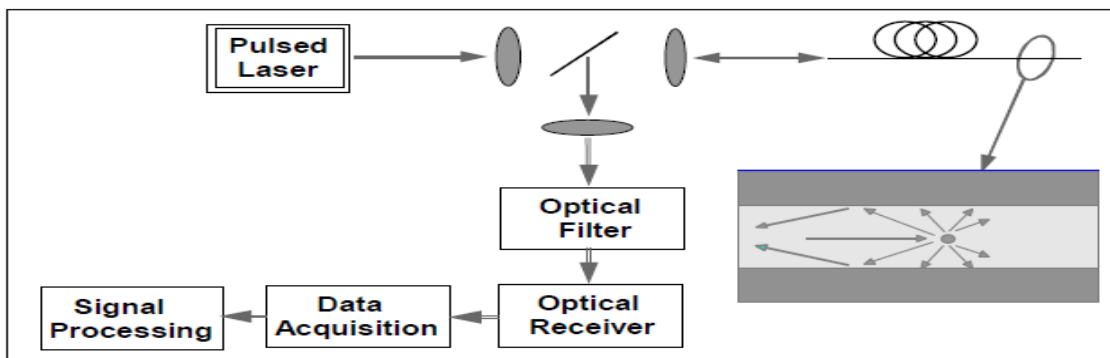 Pulsed
Laser
Optical
Filter
Optical
Receiver
Data
Acquisition
Signal
Processing